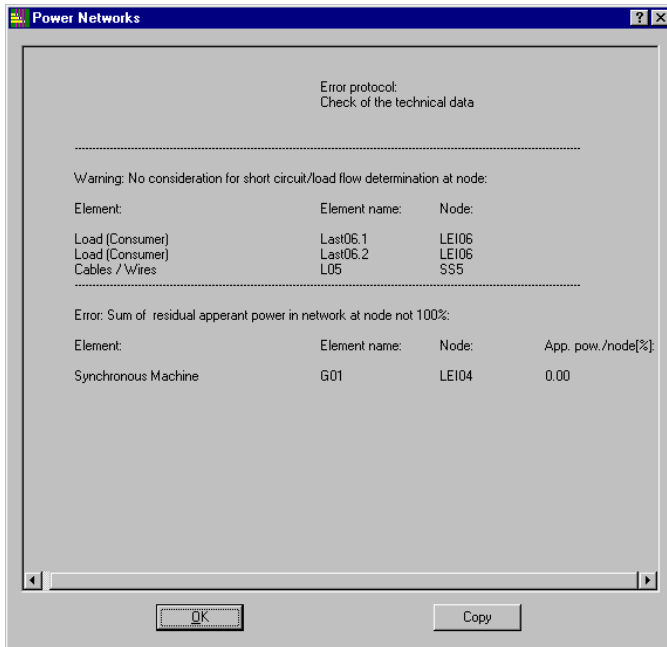 Power Networks
Error protocol:
Check of the technical data
Warning: No consideration for short circuit/load flow determination at node:
Element: Element name: Node:
Load (Consumer) Last06.1 LEI06
Load (Consumer) Last06.2 LEI06
Cables / Wires L05 SS5
Error: Sum of residual apperant power in network at node not 100%:
Element: Element name: Node: App. pow./node[%]:
Synchronous Machine G01 LEI04 0.00
OK Copy